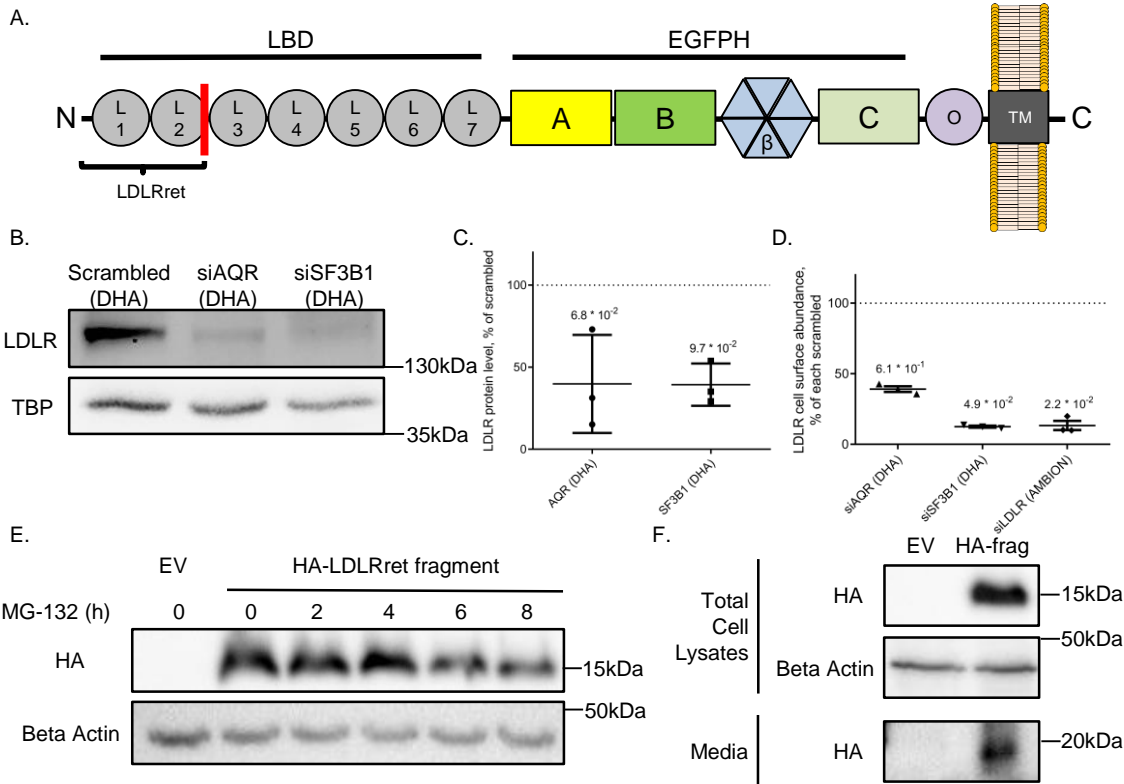 A.
LBD
EGFPH
N
L 1
L 2
L 3
L 4
L 5
L 6
L 7
A
B
β
C
O
TM
C
LDLRret
B.
Scrambled (DHA)
siAQR (DHA)
siSF3B1 (DHA)
LDLR
130kDa
TBP
35kDa
C.
LDLR protein level, % of scrambled
100
50
0
6.8 * 10-2
9.7 * 10-2
AQR (DHA)
SF3B1 (DHA)
D.
LDLR cell surface abundance,
% of each scrambled
100
50
0
6.1 * 10-1
4.9 * 10-2
2.2 * 10-2
siAQR (DHA)
siSF3B1 (DHA)
siLDLR (AMBION)
E.
EV
HA-LDLRret fragment
MG-132 (h)
0 0 2 4 6 8
HA
15kDa
50kDa
Beta Actin
F.
EV HA-frag
Total
Cell
Lysates
HA
15kDa
50kDa
Beta Actin
Media
HA
20kDa